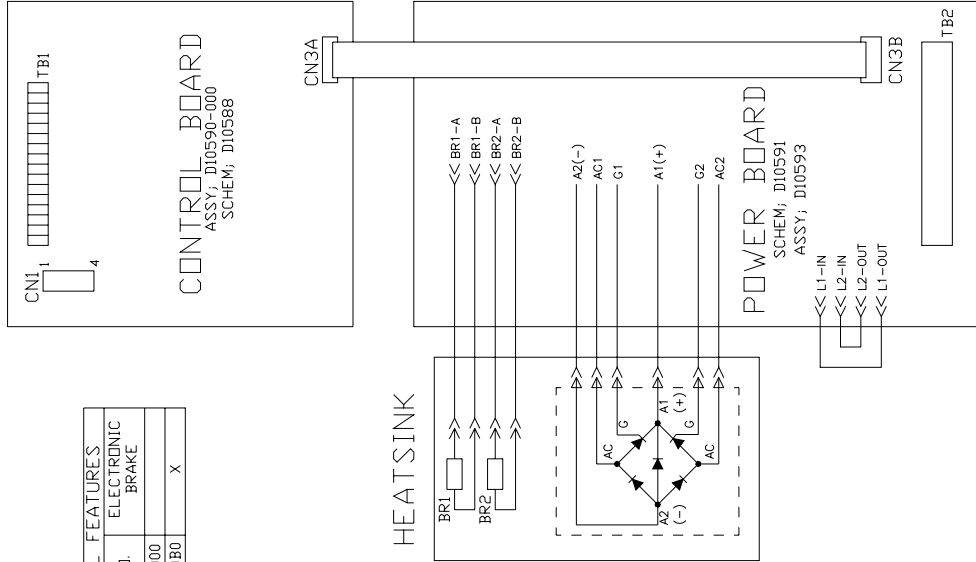 CN1
1
4
TB1
CONTROL BOARD
ASSY; D10590-000
SCHEM; D10588
CN3A
CN3B
TB2
BR1-A
BR1-B
BR2-A
BR2-B
A2(-)
AC1
G1
A1(+)
G2
AC2
POWER BOARD
SCHEM; D10591
ASSY; D10593
L1-IN
L2-IN
L2-OUT
L1-OUT
FEATURES
ELECTRONIC
BRAKE
X
HEATSINK
BR1
BR2
AC
G
A1
(+)
G
AC
A2
(-)